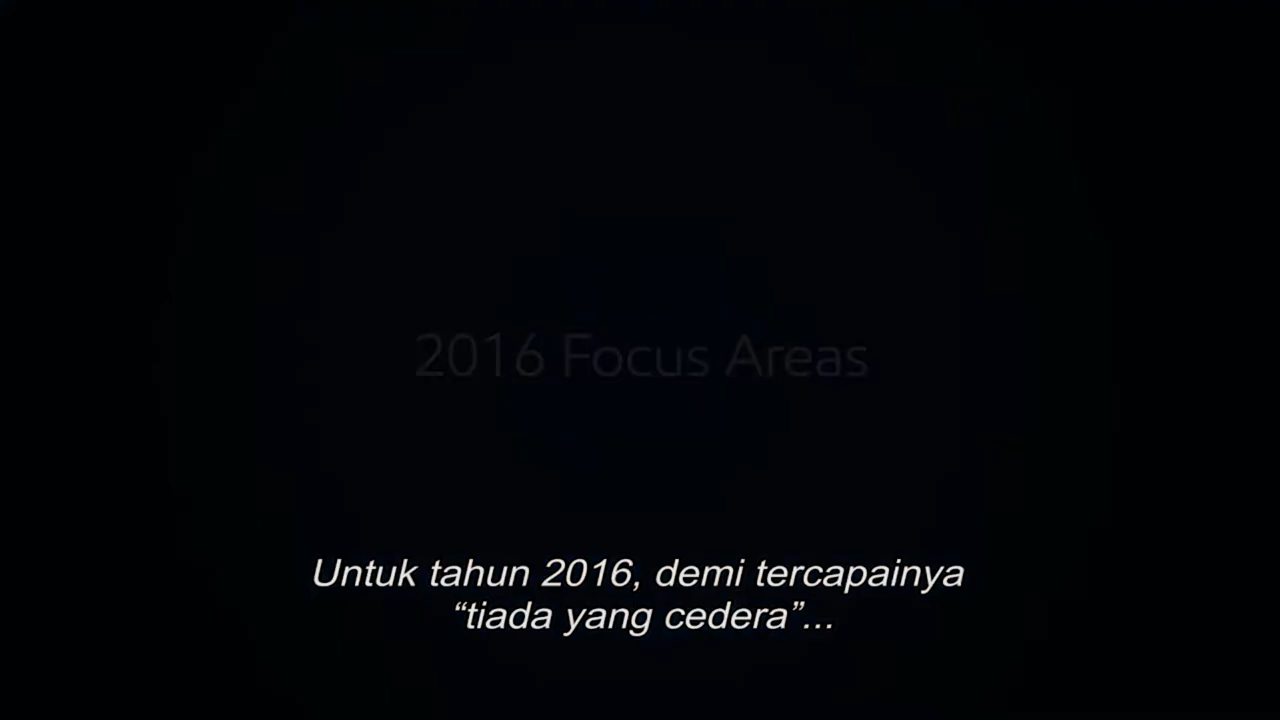 2016 Focus Areas
Untuk tahun 2016, demi tercapainya
“tiada yang cedera”...